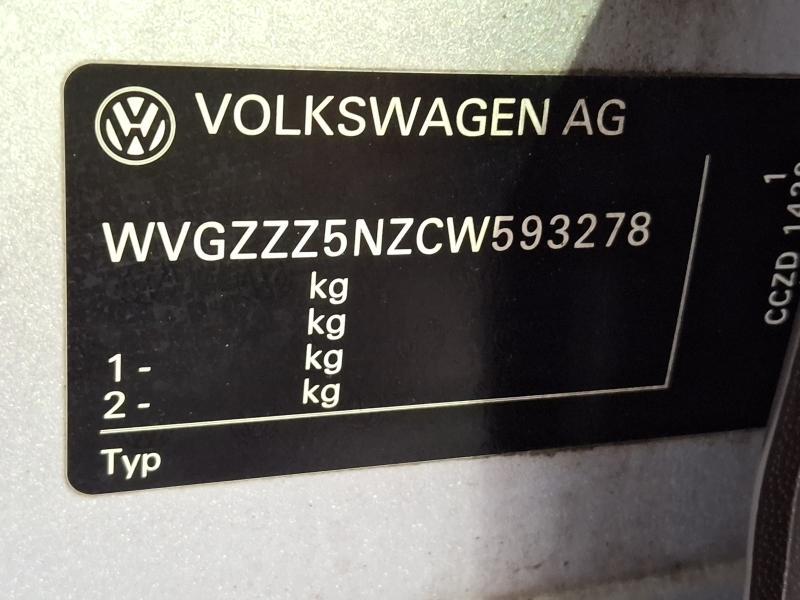 VOLKSWAGEN AG
WVGZZZ5NZCW593278
kg
kg
1 - kg
2 - kg
Typ
1
CCZD